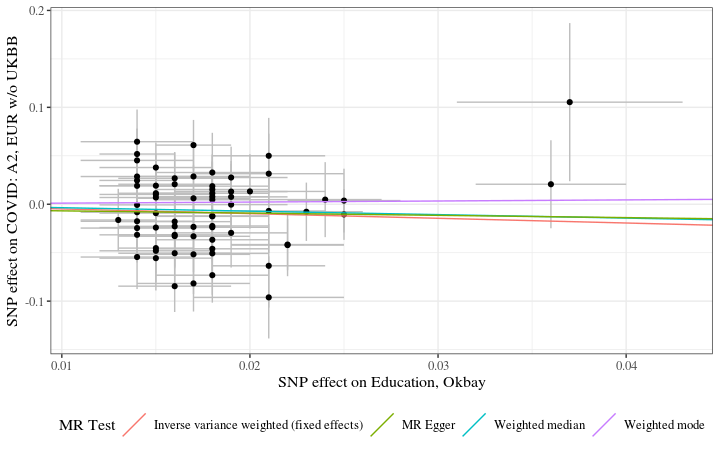 SNP effect on COVID: A2, EUR w/o UKBB
0.2
0.1
0.0
-0.1
0.01 0.02 0.03 0.04
SNP effect on Education, Okbay
MR Test Inverse variance weighted (fixed effects) MR Egger Weighted median Weighted mode